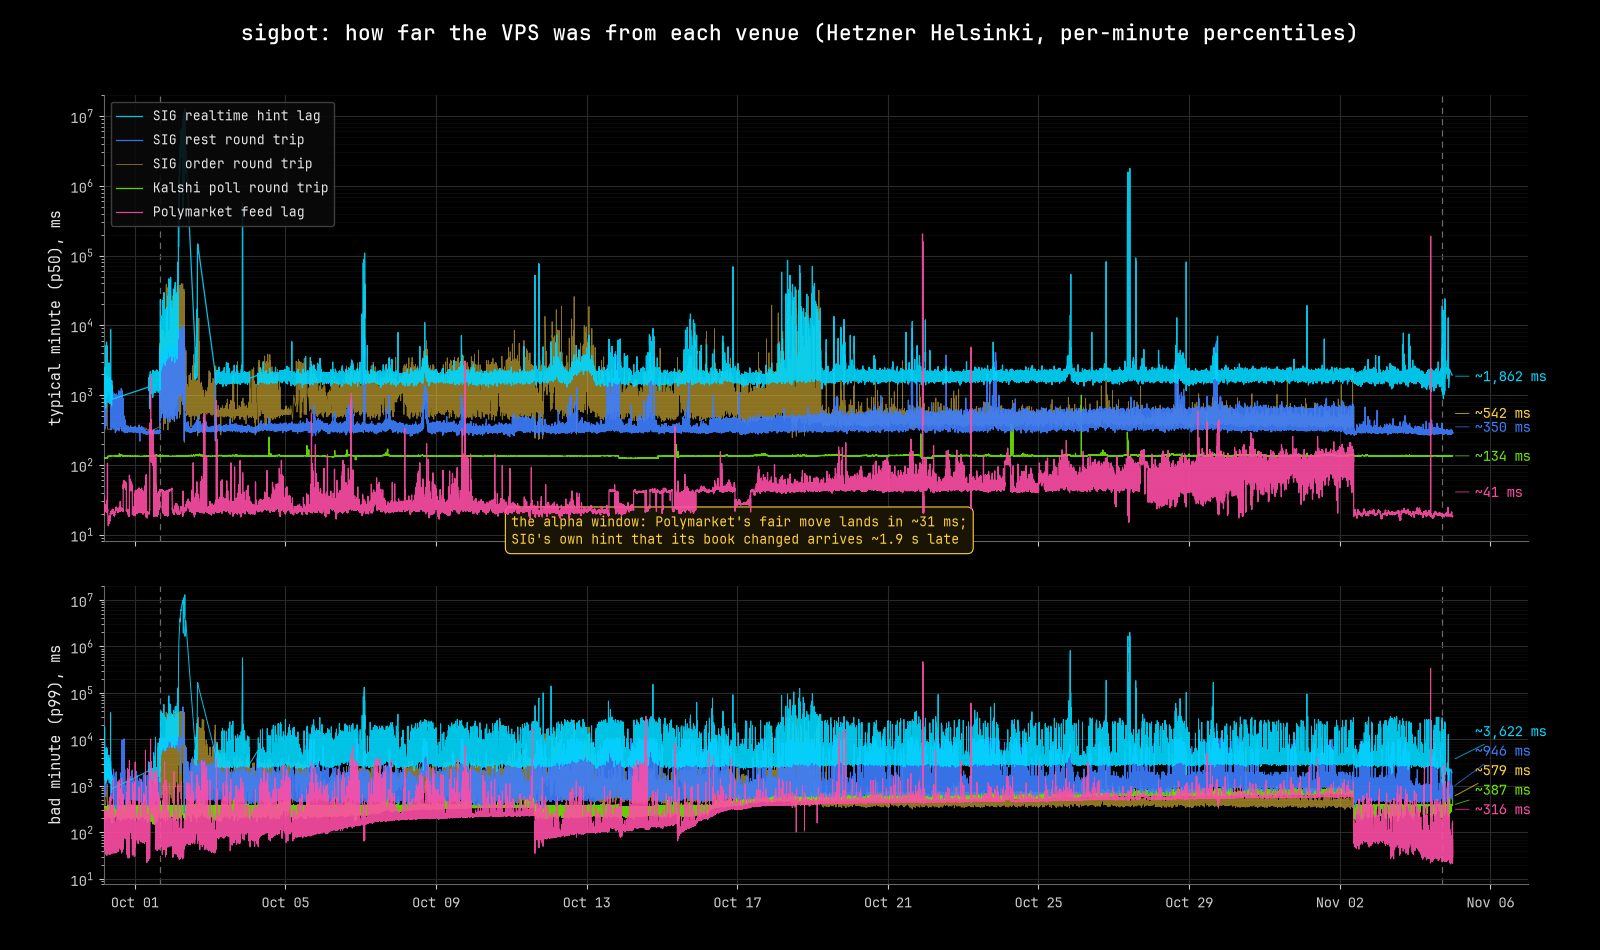 sigbot: how far the VPS was from each venue (Hetzner Helsinki, per-minute percentiles)
typical minute (p50), ms
10⁷
10⁶
10⁵
10⁴
10³
10²
10¹
SIG realtime hint lag
SIG rest round trip
SIG order round trip
Kalshi poll round trip
Polymarket feed lag
~1,862 ms
~542 ms
~350 ms
~134 ms
~41 ms
the alpha window: Polymarket's fair move lands in ~31 ms;
SIG's own hint that its book changed arrives ~1.9 s late
bad minute (p99), ms
10⁷
10⁶
10⁵
10⁴
10³
10²
10¹
~3,622 ms
~946 ms
~579 ms
~387 ms
~316 ms
Oct 01
Oct 05
Oct 09
Oct 13
Oct 17
Oct 21
Oct 25
Oct 29
Nov 02
Nov 06